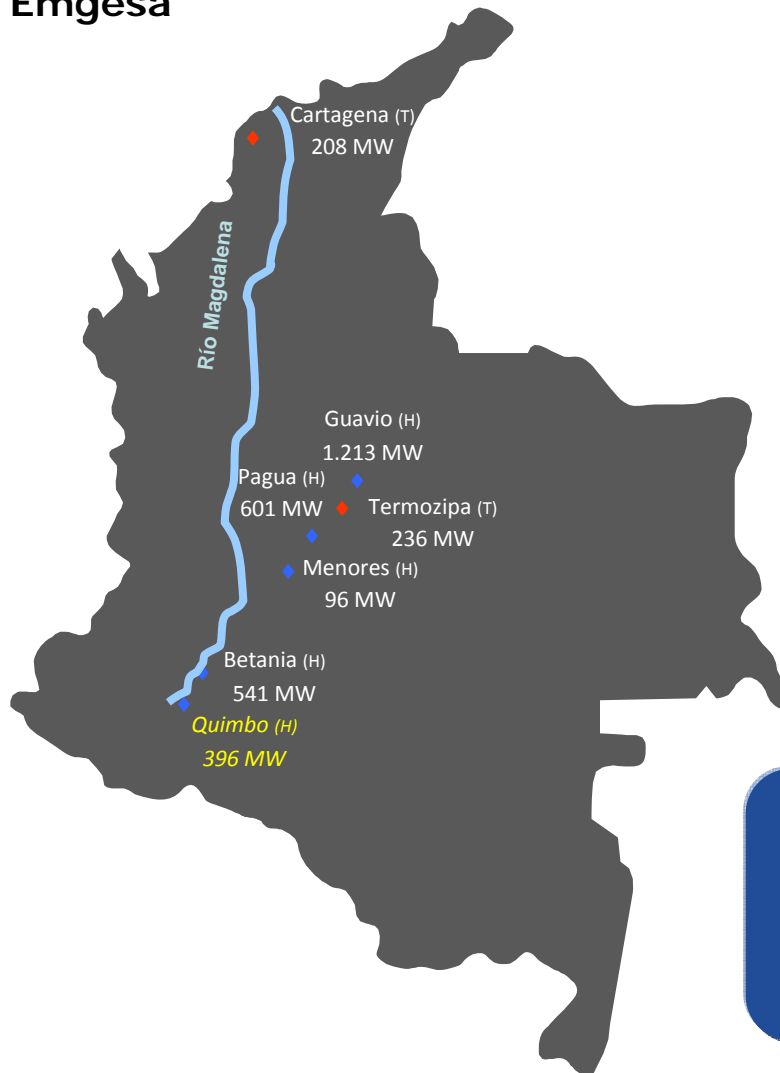 Emgesa
Cartagena (T)
208 MW
Río Magdalena
Guavio (H)
1.213 MW
Pagua (H)
601 MW
Termozipa (T)
236 MW
Menores (H)
96 MW
Betania (H)
541 MW
Quimbo (H)
396 MW